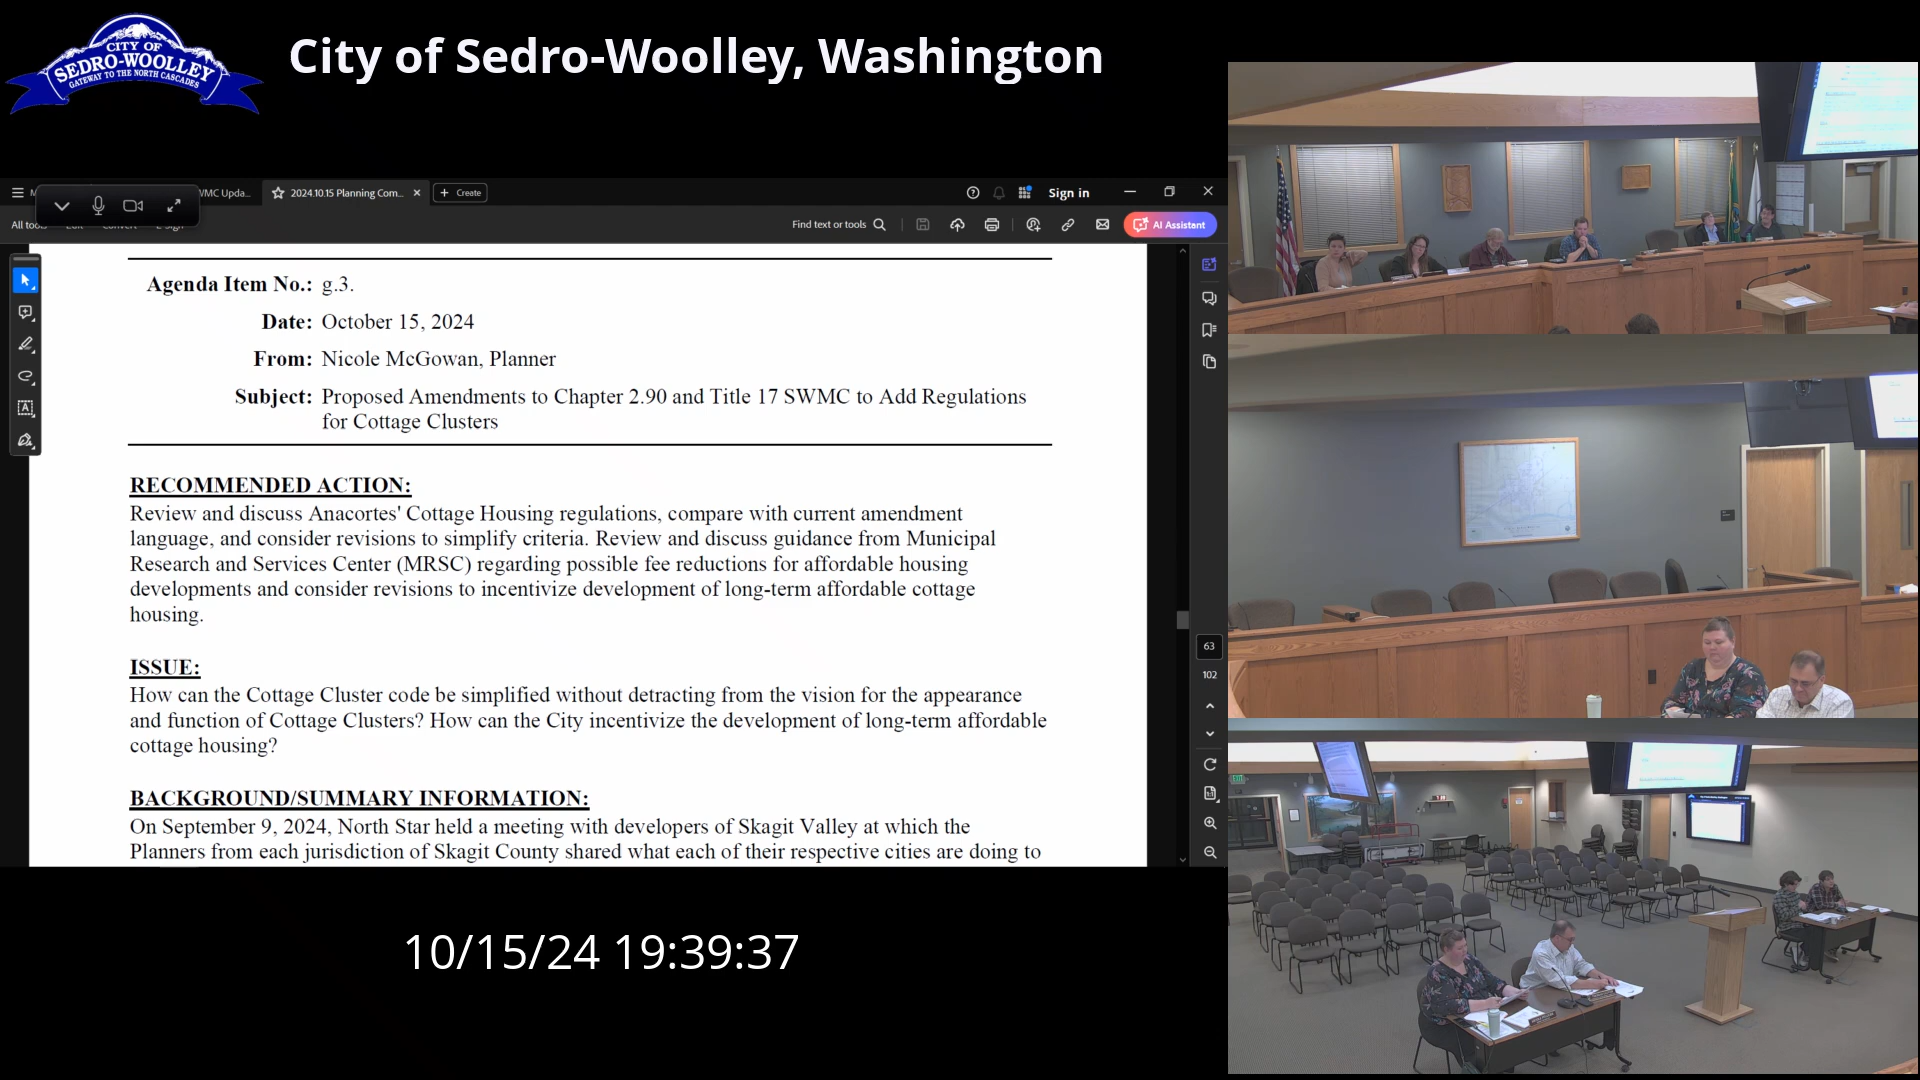 CITY OF
SEDRO-WOOLLEY
GATEWAY TO THE NORTH CASCADES
City of Sedro-Woolley, Washington
M
WMC Upda...
2024.10.15 Planning Com...
Create
Sign in
All tools
Edit
Convert
E-Sign
Find text or tools
AI Assistant
Agenda Item No.: g.3.
Date: October 15, 2024
From: Nicole McGowan, Planner
Subject: Proposed Amendments to Chapter 2.90 and Title 17 SWMC to Add Regulations
for Cottage Clusters
RECOMMENDED ACTION:
Review and discuss Anacortes' Cottage Housing regulations, compare with current amendment
language, and consider revisions to simplify criteria. Review and discuss guidance from Municipal
Research and Services Center (MRSC) regarding possible fee reductions for affordable housing
developments and consider revisions to incentivize development of long-term affordable cottage
housing.
ISSUE:
How can the Cottage Cluster code be simplified without detracting from the vision for the appearance
and function of Cottage Clusters? How can the City incentivize the development of long-term affordable
cottage housing?
BACKGROUND/SUMMARY INFORMATION:
On September 9, 2024, North Star held a meeting with developers of Skagit Valley at which the
Planners from each jurisdiction of Skagit County shared what each of their respective cities are doing to
63
102
10/15/24 19:39:37